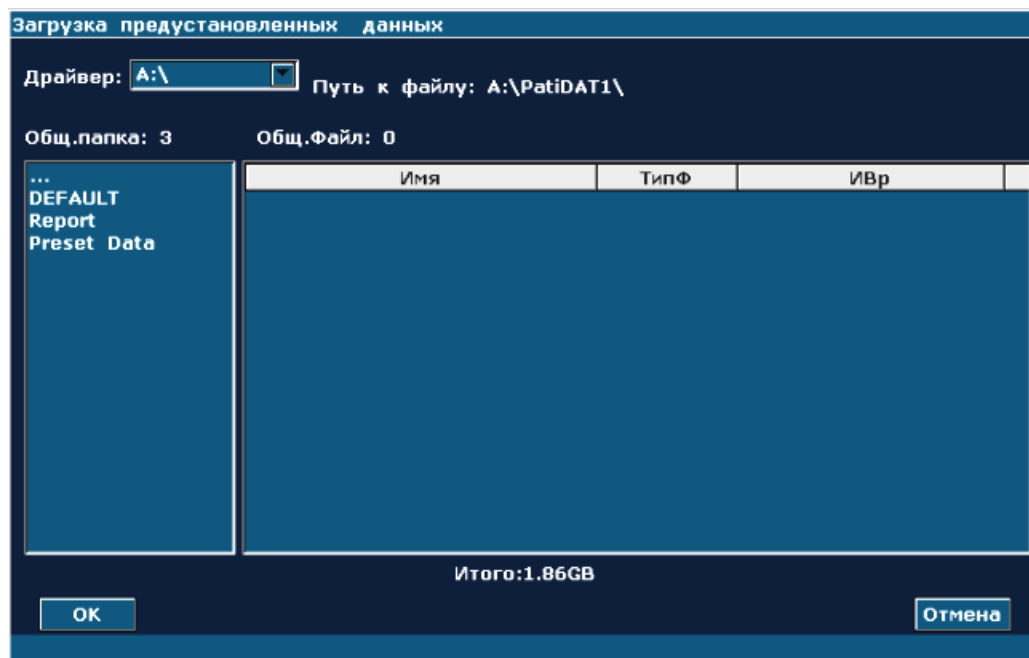 Загрузка предустановленных данных
Драйвер: A:\
Путь к файлу: A:\PatiDAT1\
Общ.папка: 3 Общ.Файл: 0
... 
Имя ТипФ ИВр
DEFAULT
Report
Preset Data
Итого:1.86GB
OK Отмена